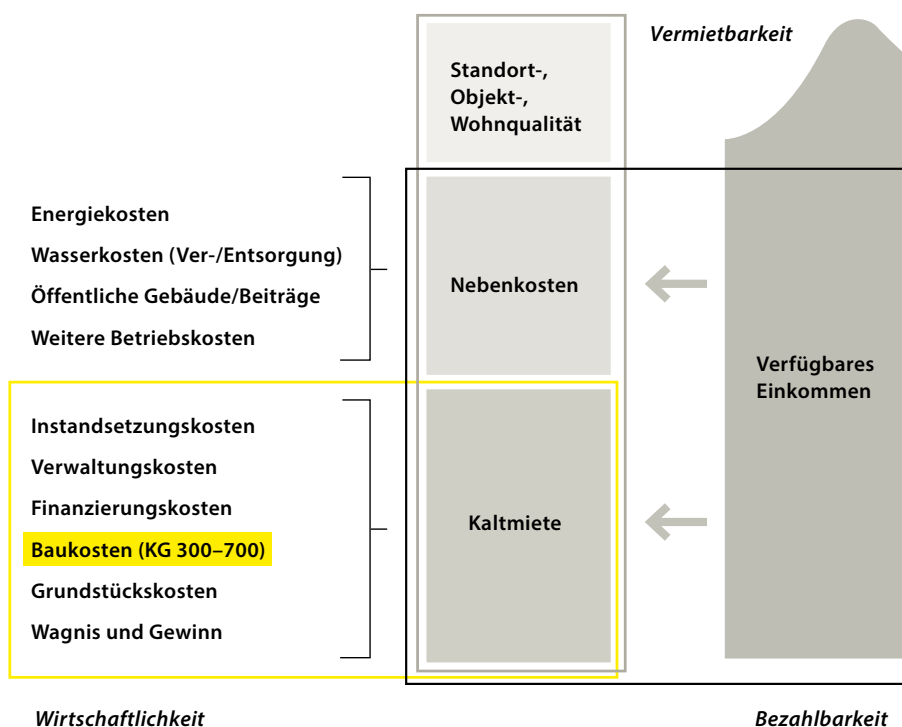 Vermietbarkeit
Standort-,
Objekt-,
Wohnqualität
Energiekosten
Wasserkosten (Ver-/Entsorgung)
Öffentliche Gebäude/Beiträge
Weitere Betriebskosten
Nebenkosten
Verfügbares
Einkommen
Instandsetzungskosten
Verwaltungskosten
Finanzierungskosten
Baukosten (KG 300–700)
Grundstückskosten
Wagnis und Gewinn
Kaltmiete
Wirtschaftlichkeit
Bezahlbarkeit